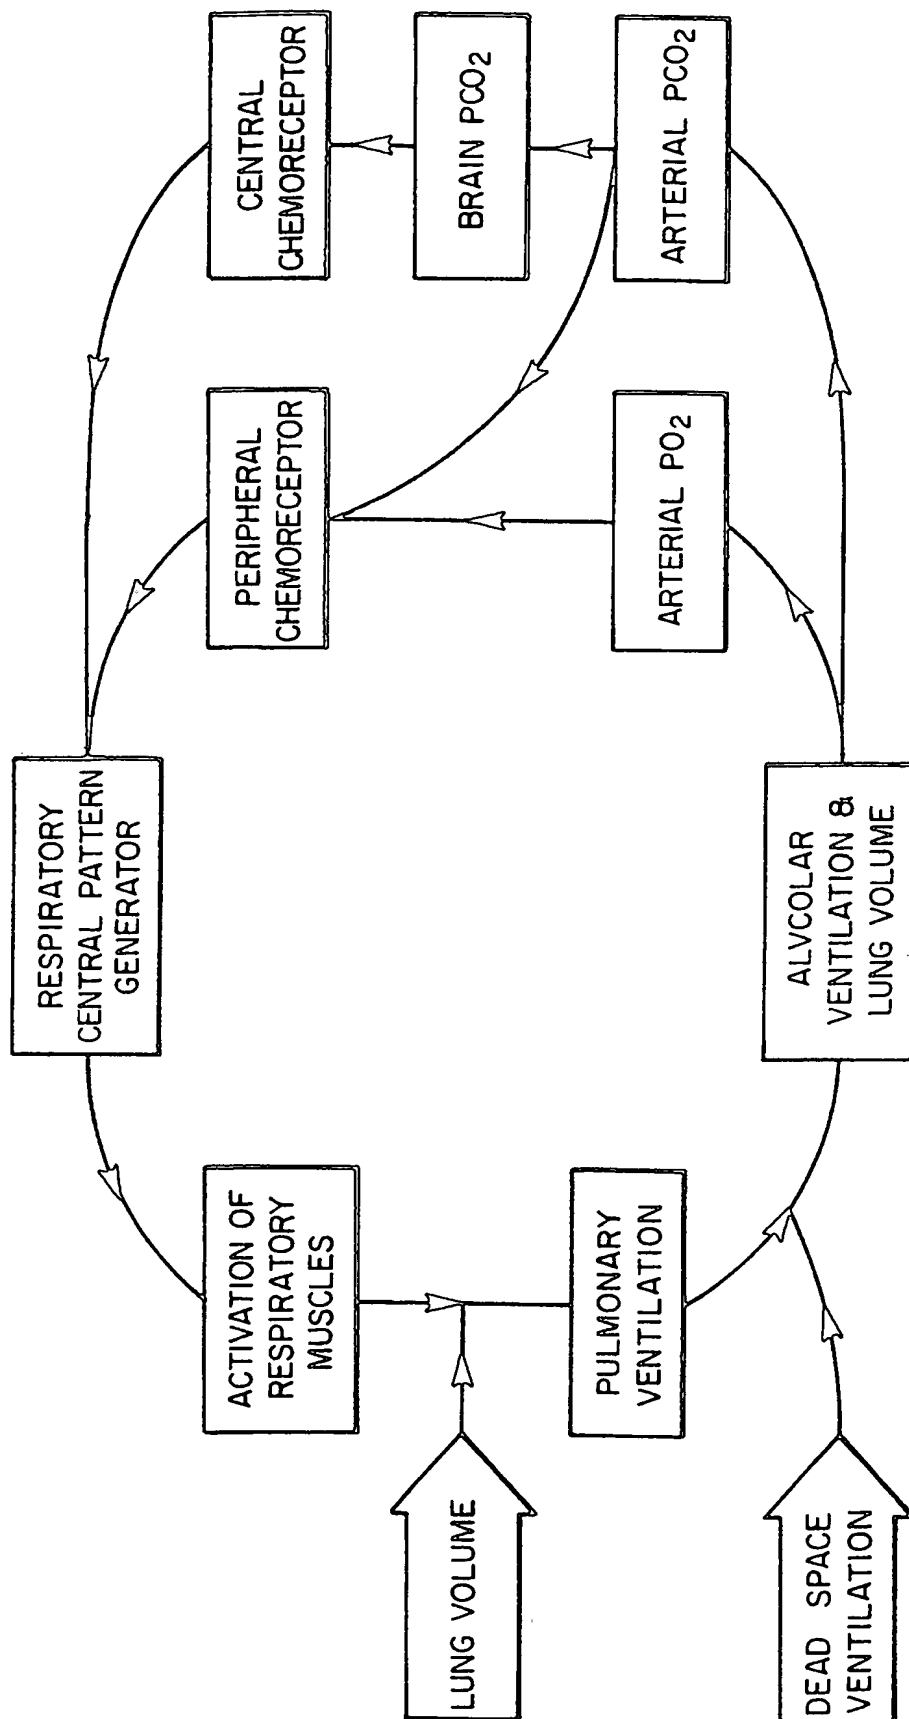 RESPIRATORY
CENTRAL PATTERN
GENERATOR
ACTIVATION OF
RESPIRATORY
MUSCLES
PERIPHERAL
CHEMORECEPTOR
CENTRAL
CHEMORECEPTOR
LUNG VOLUME
BRAIN PCO₂
PULMONARY
VENTILATION
ARTERIAL PO₂
ARTERIAL PCO₂
DEAD SPACE
VENTILATION
ALVCOLAR
VENTILATION &
LUNG VOLUME